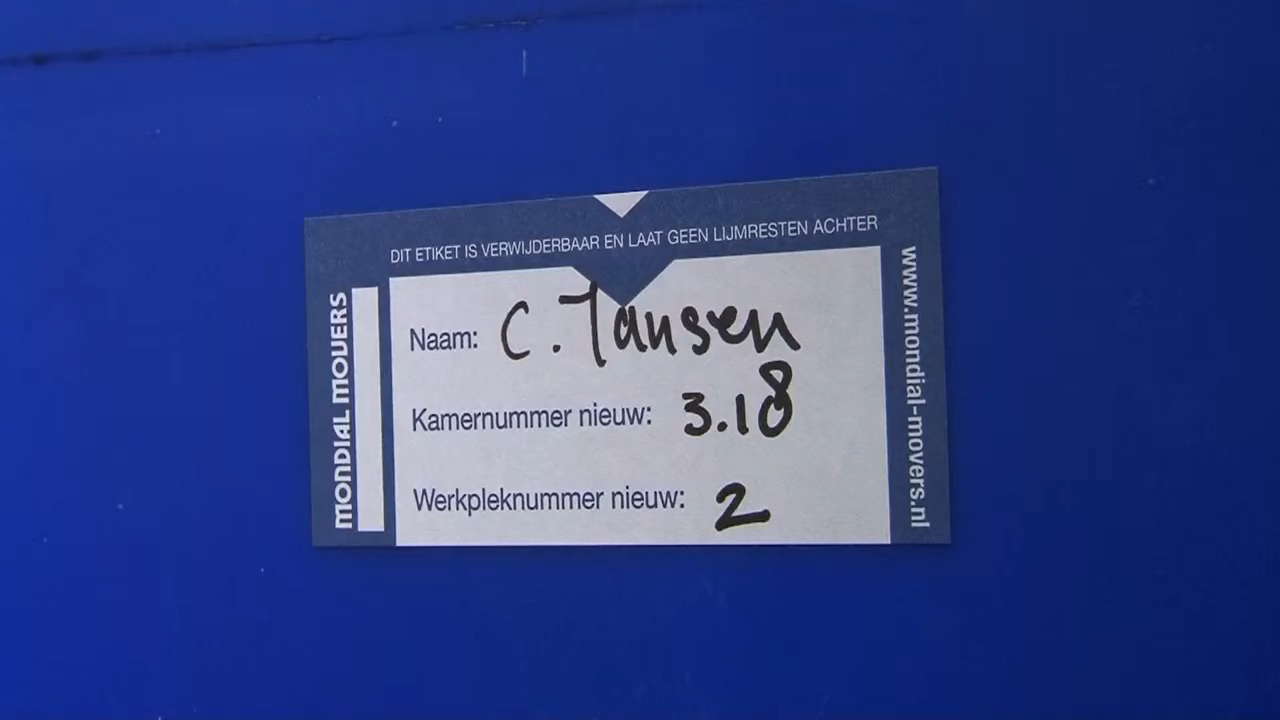 DIT ETIKET IS VERWIJDERBAAR EN LAAT GEEN LIJMRESTEN ACHTER
MONDIAL MOVERS
Naam: C. Jansen
Kamernummer nieuw: 3.18
Werkpleknummer nieuw: 2
www.mondial-movers.nl